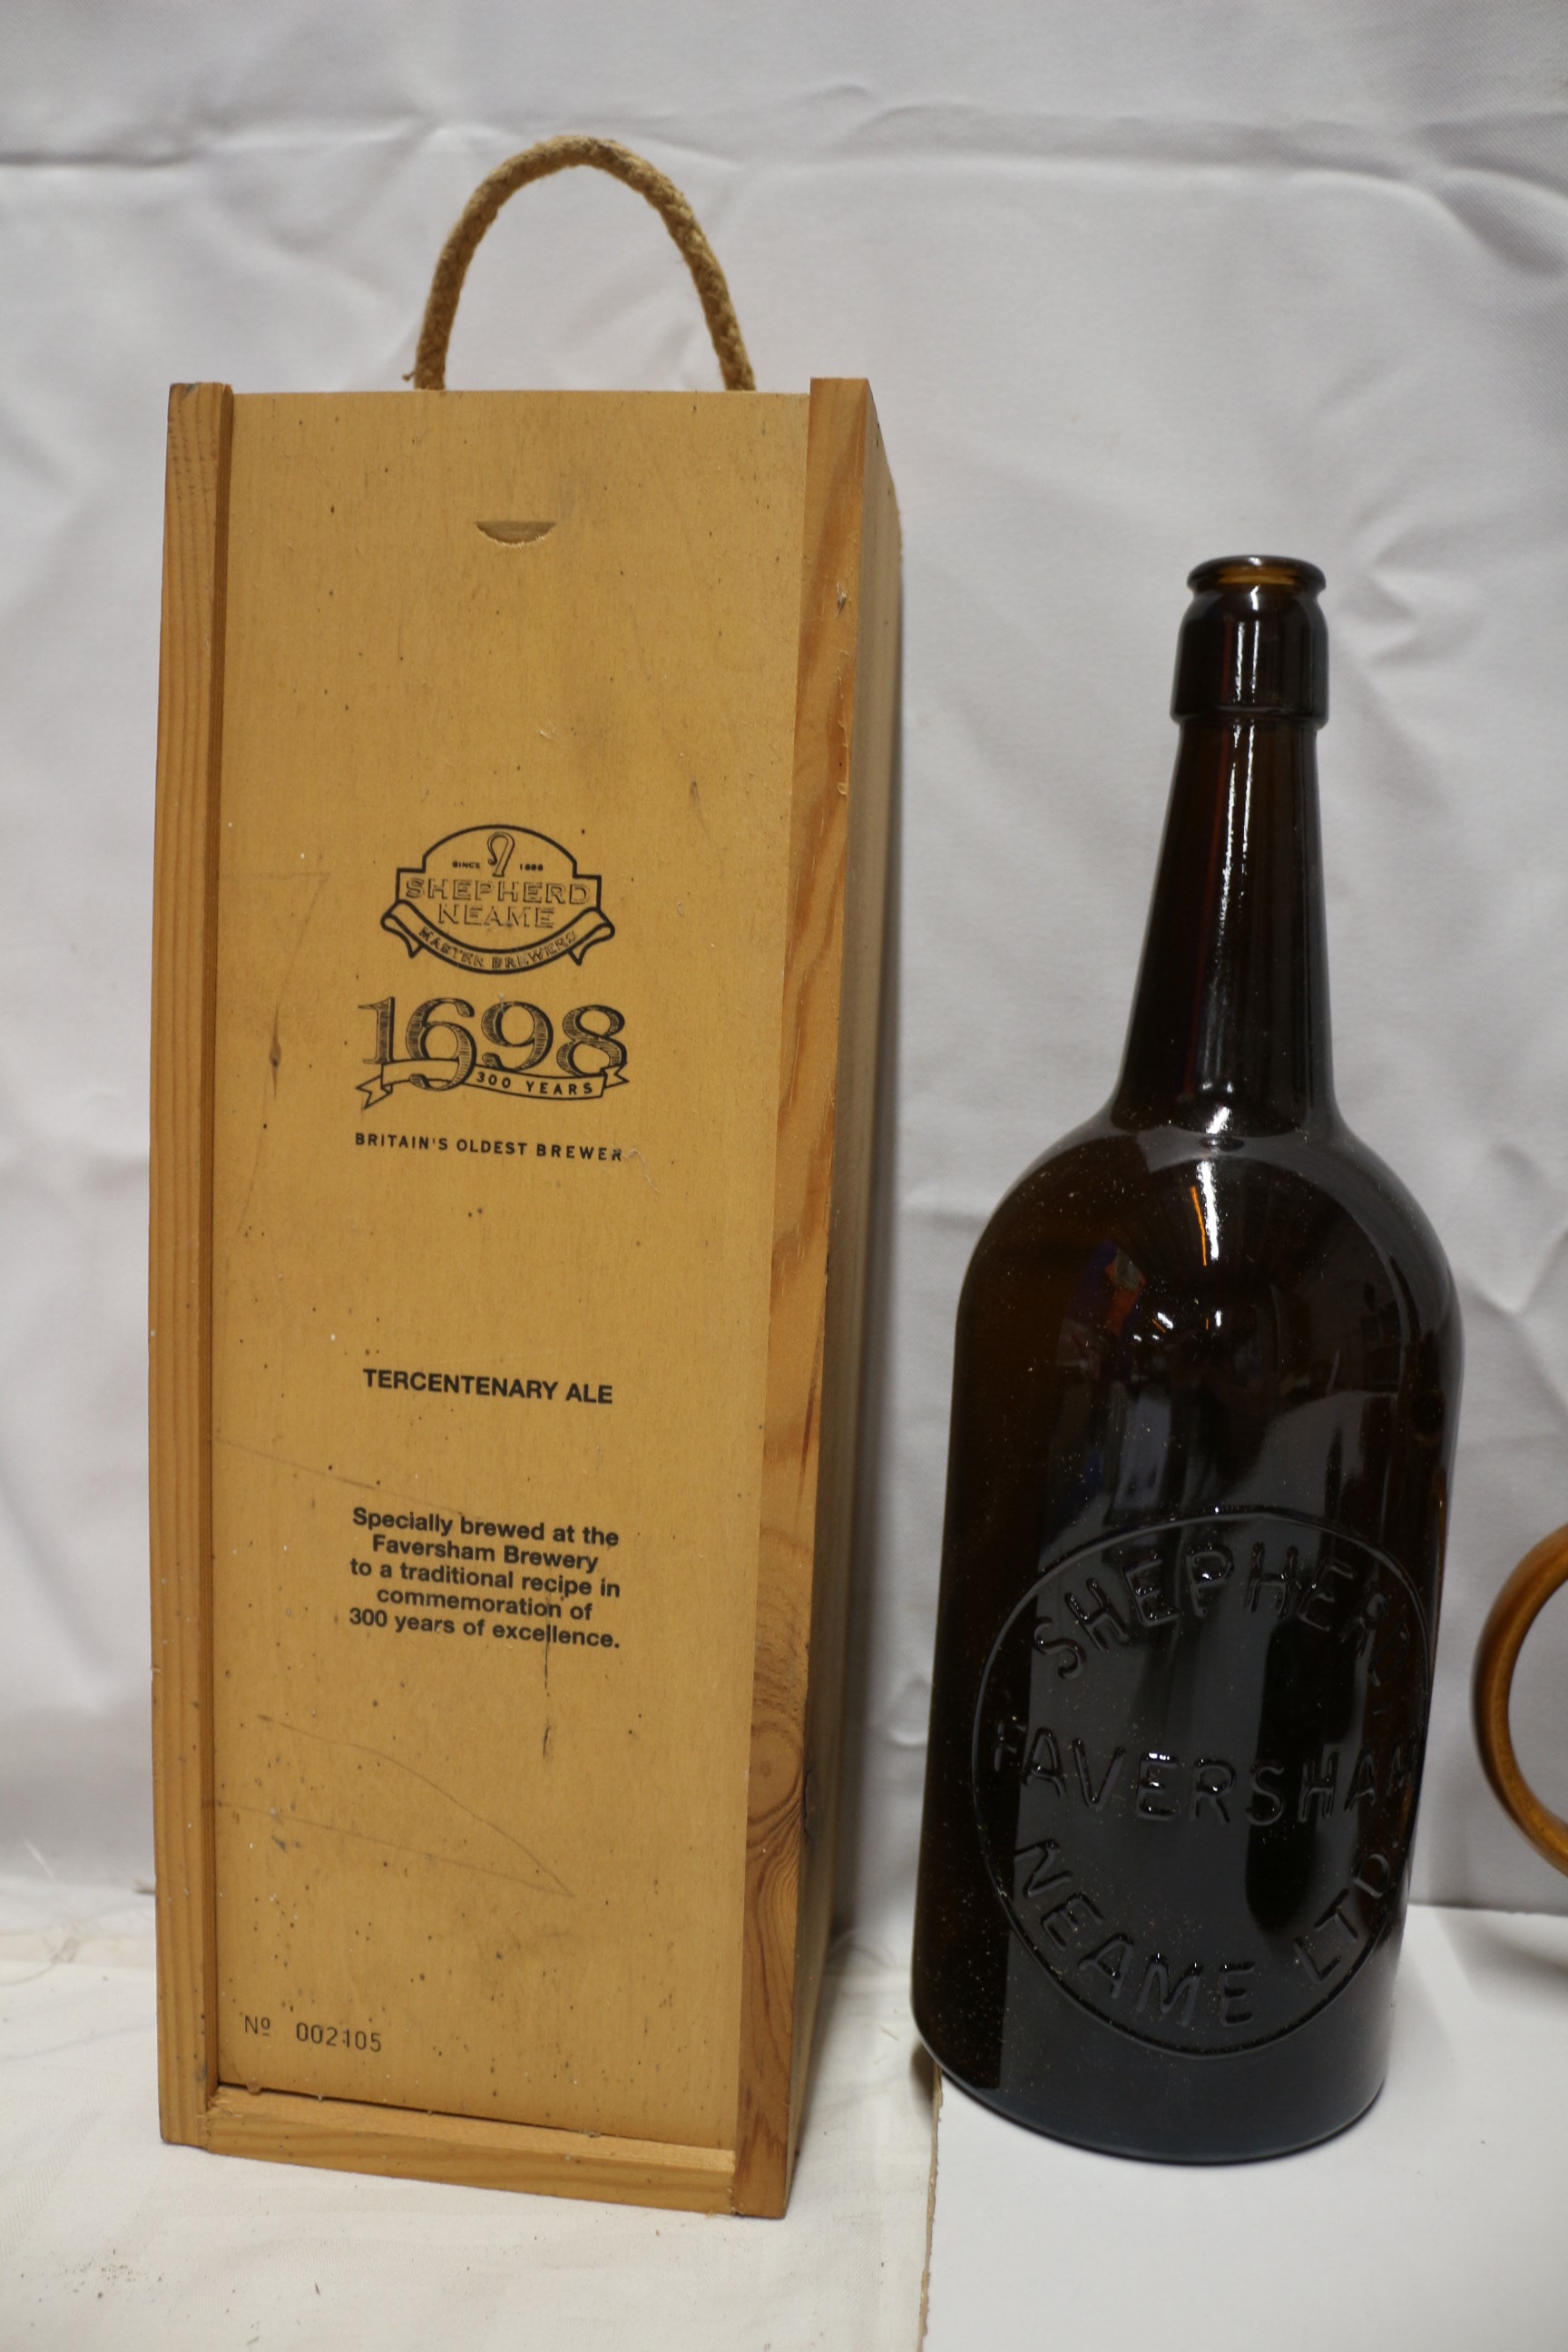 SINCE 1698
SHEPHERD
NEAME
MASTER BREWERS
1698
300 YEARS
BRITAIN'S OLDEST BREWER
TERCENTENARY ALE
Specially brewed at the
Faversham Brewery
to a traditional recipe in
commemoration of
300 years of excellence.
Nº 002105
SHEPHERD
FAVERSHAM
NEAME LTD.